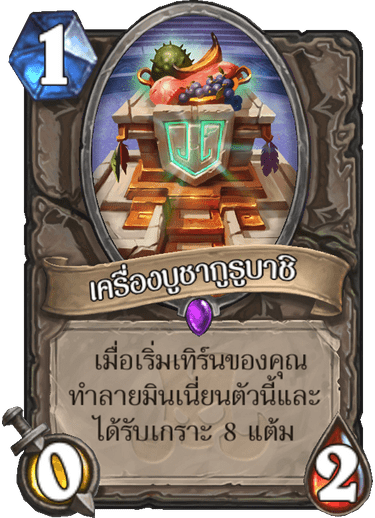 1
เครื่องบูชากูรูบาชิ
เมื่อเริ่มเทิร์นของคุณ
ทำลายมินเนี่ยนตัวนี้และ
ได้รับเกราะ 8 แต้ม
0
2